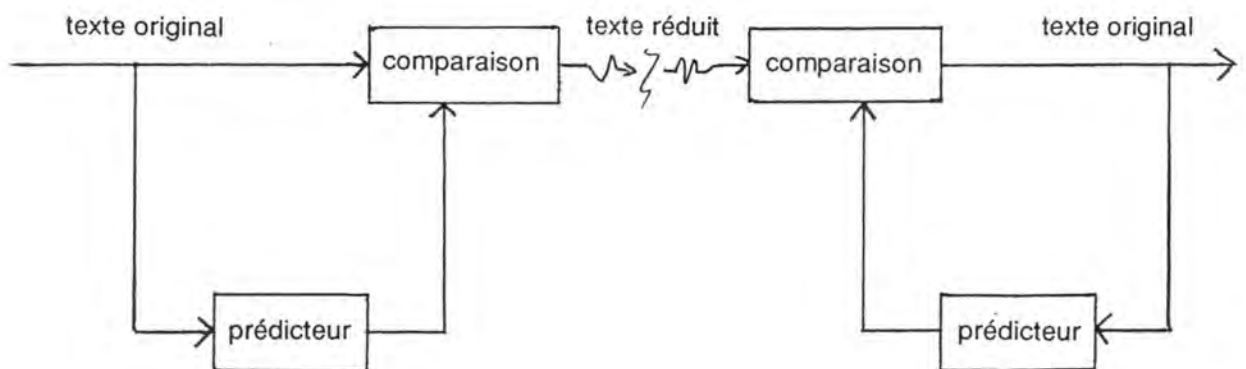 texte original
texte réduit
texte original
comparaison
comparaison
prédicteur
prédicteur